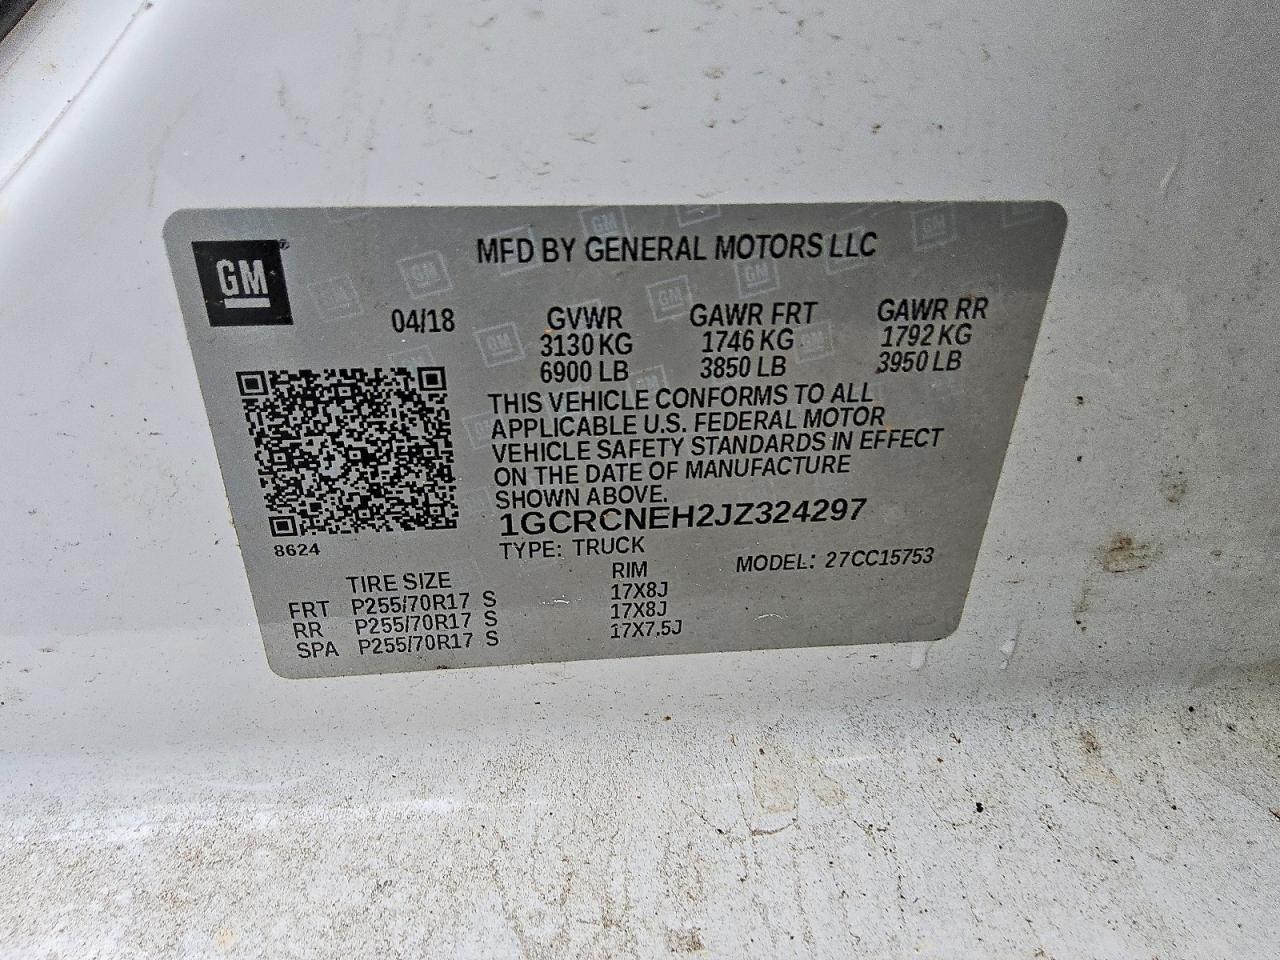 GM
MFD BY GENERAL MOTORS LLC
04/18 GVWR GAWR FRT GAWR RR
3130 KG 1746 KG 1792 KG
6900 LB 3850 LB 3950 LB
THIS VEHICLE CONFORMS TO ALL
APPLICABLE U.S. FEDERAL MOTOR
VEHICLE SAFETY STANDARDS IN EFFECT
ON THE DATE OF MANUFACTURE
SHOWN ABOVE.
1GCRCNEH2JZ324297
8624
TYPE: TRUCK MODEL: 27CC15753
TIRE SIZE RIM
FRT P255/70R17 S 17X8J
RR P255/70R17 S 17X8J
SPA P255/70R17 S 17X7.5J